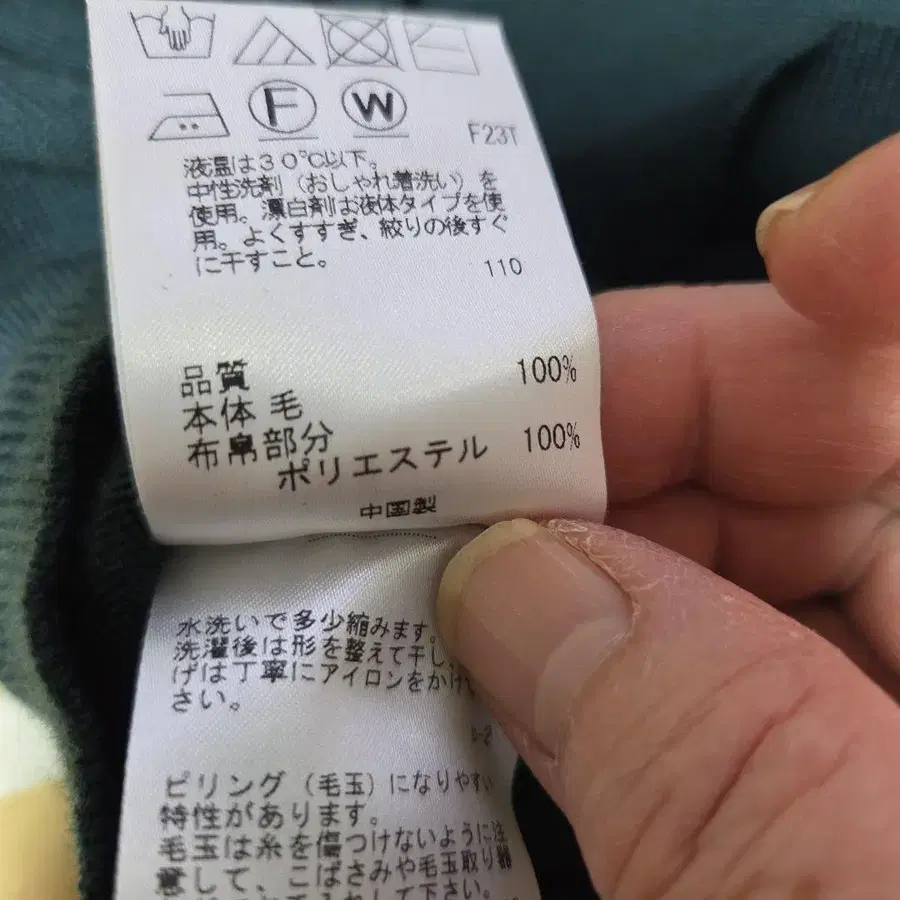 F W
F23T
液温は30℃以下。
中性洗剤（おしゃれ着洗い）を
使用。漂白剤は液体タイプを使
用。よくすすぎ、絞りの後すぐ
に干すこと。
110
品質
本体 毛 100%
布帛部分
ポリエステル 100%
中国製
水洗いで多少縮みます。
洗濯後は形を整えて干し
げは丁寧にアイロンをかけて
さい。
ピリング（毛玉）になりやすい
特性があります。
毛玉は糸を傷つけないように注
意して、こばさみや毛玉取り
して下さい。